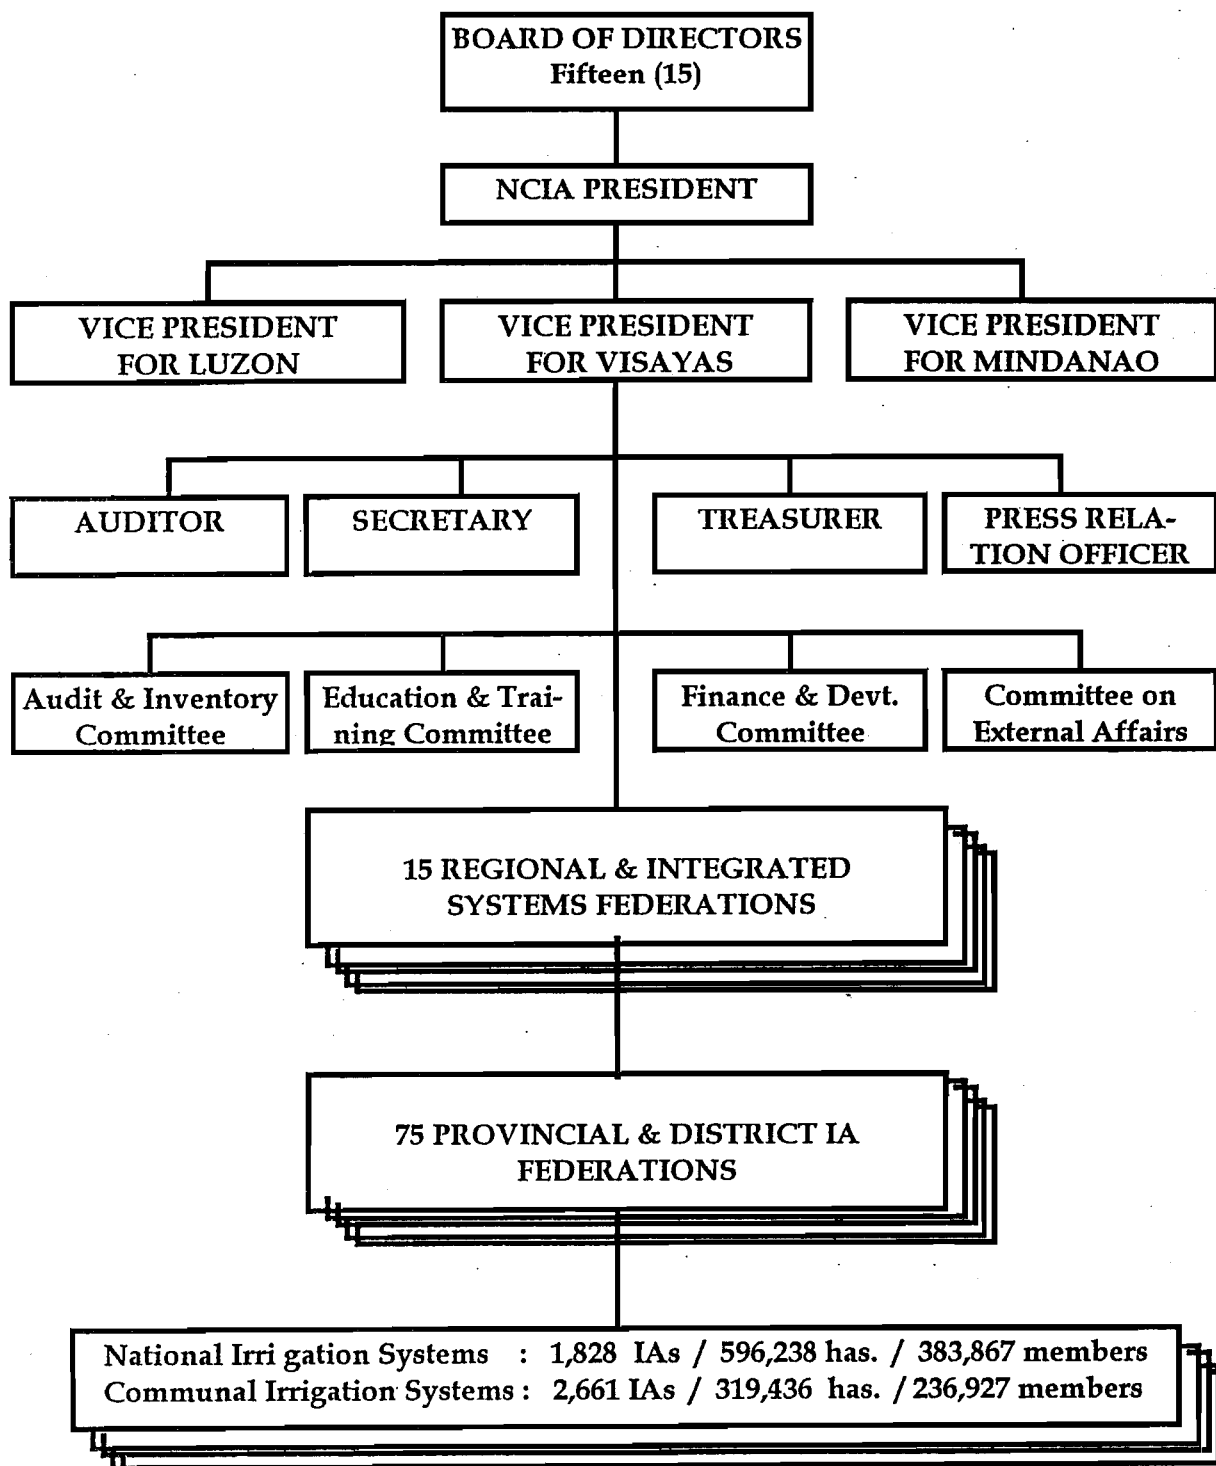 BOARD OF DIRECTORS
Fifteen (15)
NCIA PRESIDENT
VICE PRESIDENT
FOR LUZON
VICE PRESIDENT
FOR VISAYAS
VICE PRESIDENT
FOR MINDANAO
AUDITOR
SECRETARY
TREASURER
PRESS RELA-
TION OFFICER
Audit & Inventory
Committee
Education & Trai-
ning Committee
Finance & Devt.
Committee
Committee on
External Affairs
15 REGIONAL & INTEGRATED
SYSTEMS FEDERATIONS
75 PROVINCIAL & DISTRICT IA
FEDERATIONS
National Irri gation Systems : 1,828 IAs / 596,238 has. / 383,867 members
Communal Irrigation Systems : 2,661 IAs / 319,436 has. / 236,927 members